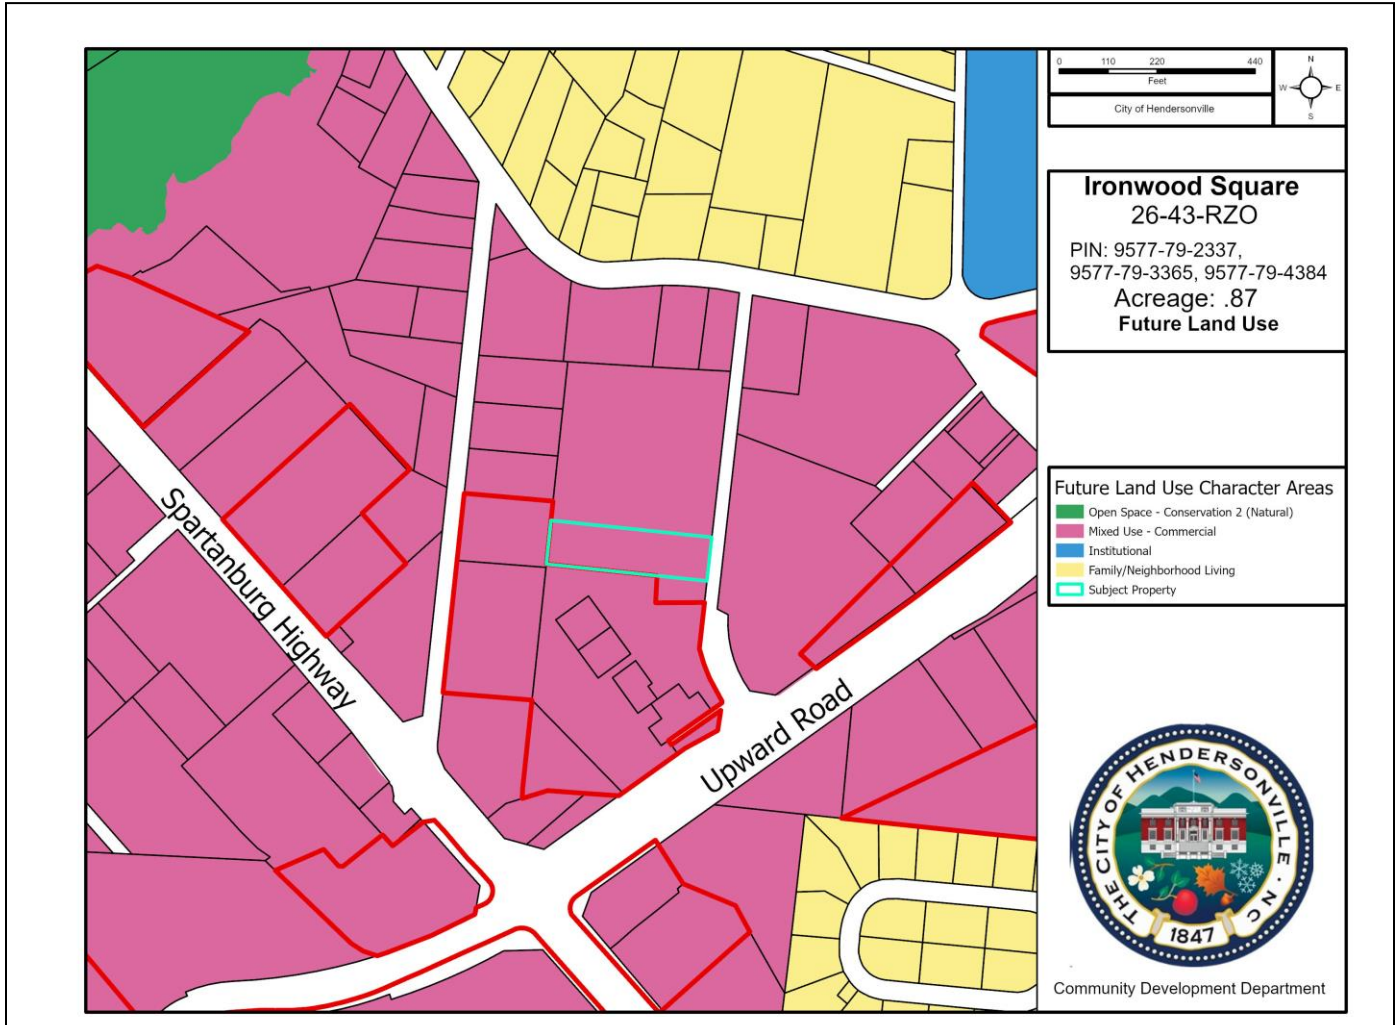 0 110 220 440
Feet
City of Hendersonville
N
W E
S
Ironwood Square
26-43-RZO
PIN: 9577-79-2337,
9577-79-3365, 9577-79-4384
Acreage: .87
Future Land Use
Future Land Use Character Areas
Open Space - Conservation 2 (Natural)
Mixed Use - Commercial
Institutional
Family/Neighborhood Living
Subject Property
Spartanburg Highway
Upward Road
THE CITY OF HENDERSONVILLE · NC
1847
Community Development Department